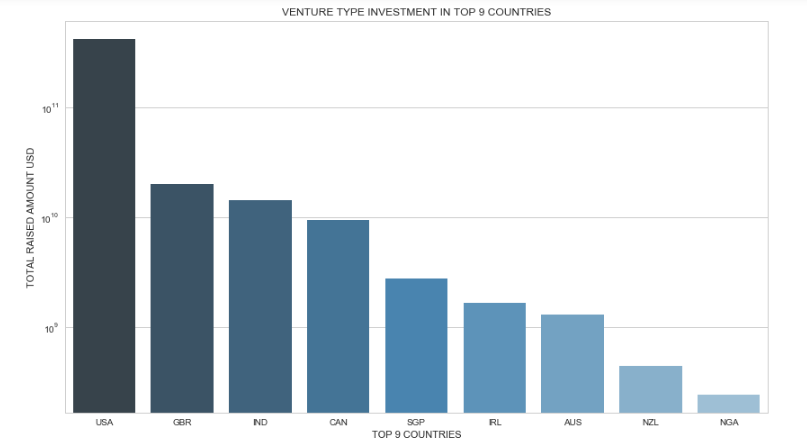 VENTURE TYPE INVESTMENT IN TOP 9 COUNTRIES
TOTAL RAISED AMOUNT USD
10¹¹
10¹⁰
10⁹
USA GBR IND CAN SGP IRL AUS NZL NGA
TOP 9 COUNTRIES